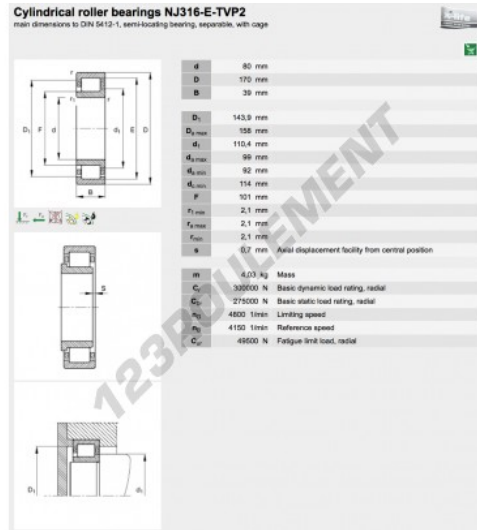 Cylindrical roller bearings NJ316-E-TVP2
main dimensions to DIN 5412-1, semi-locating bearing, separable, with cage
d 80 mm
D 170 mm
B 39 mm
D1 143,9 mm
Da max 158 mm
d1 110,4 mm
da max 99 mm
da min 92 mm
dc min 114 mm
F 101 mm
r1 min 2,1 mm
ra max 2,1 mm
rmin 2,1 mm
s 0,7 mm Axial displacement facility from central position
m 4,03 kg Mass
Cr 300000 N Basic dynamic load rating, radial
C0r 275000 N Basic static load rating, radial
nG 4800 1/min Limiting speed
nB 4150 1/min Reference speed
Cur 49500 N Fatigue limit load, radial
r
r1 r
D1 F d d1 E D
B
S
D1 d1
123ROULEMENT